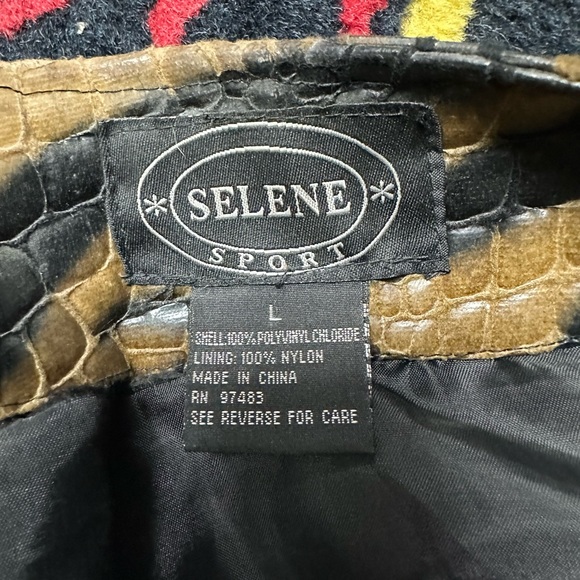 * SELENE *
SPORT
L
SHELL:100% POLYVINYL CHLORIDE
LINING: 100% NYLON
MADE IN CHINA
RN 97483
SEE REVERSE FOR CARE